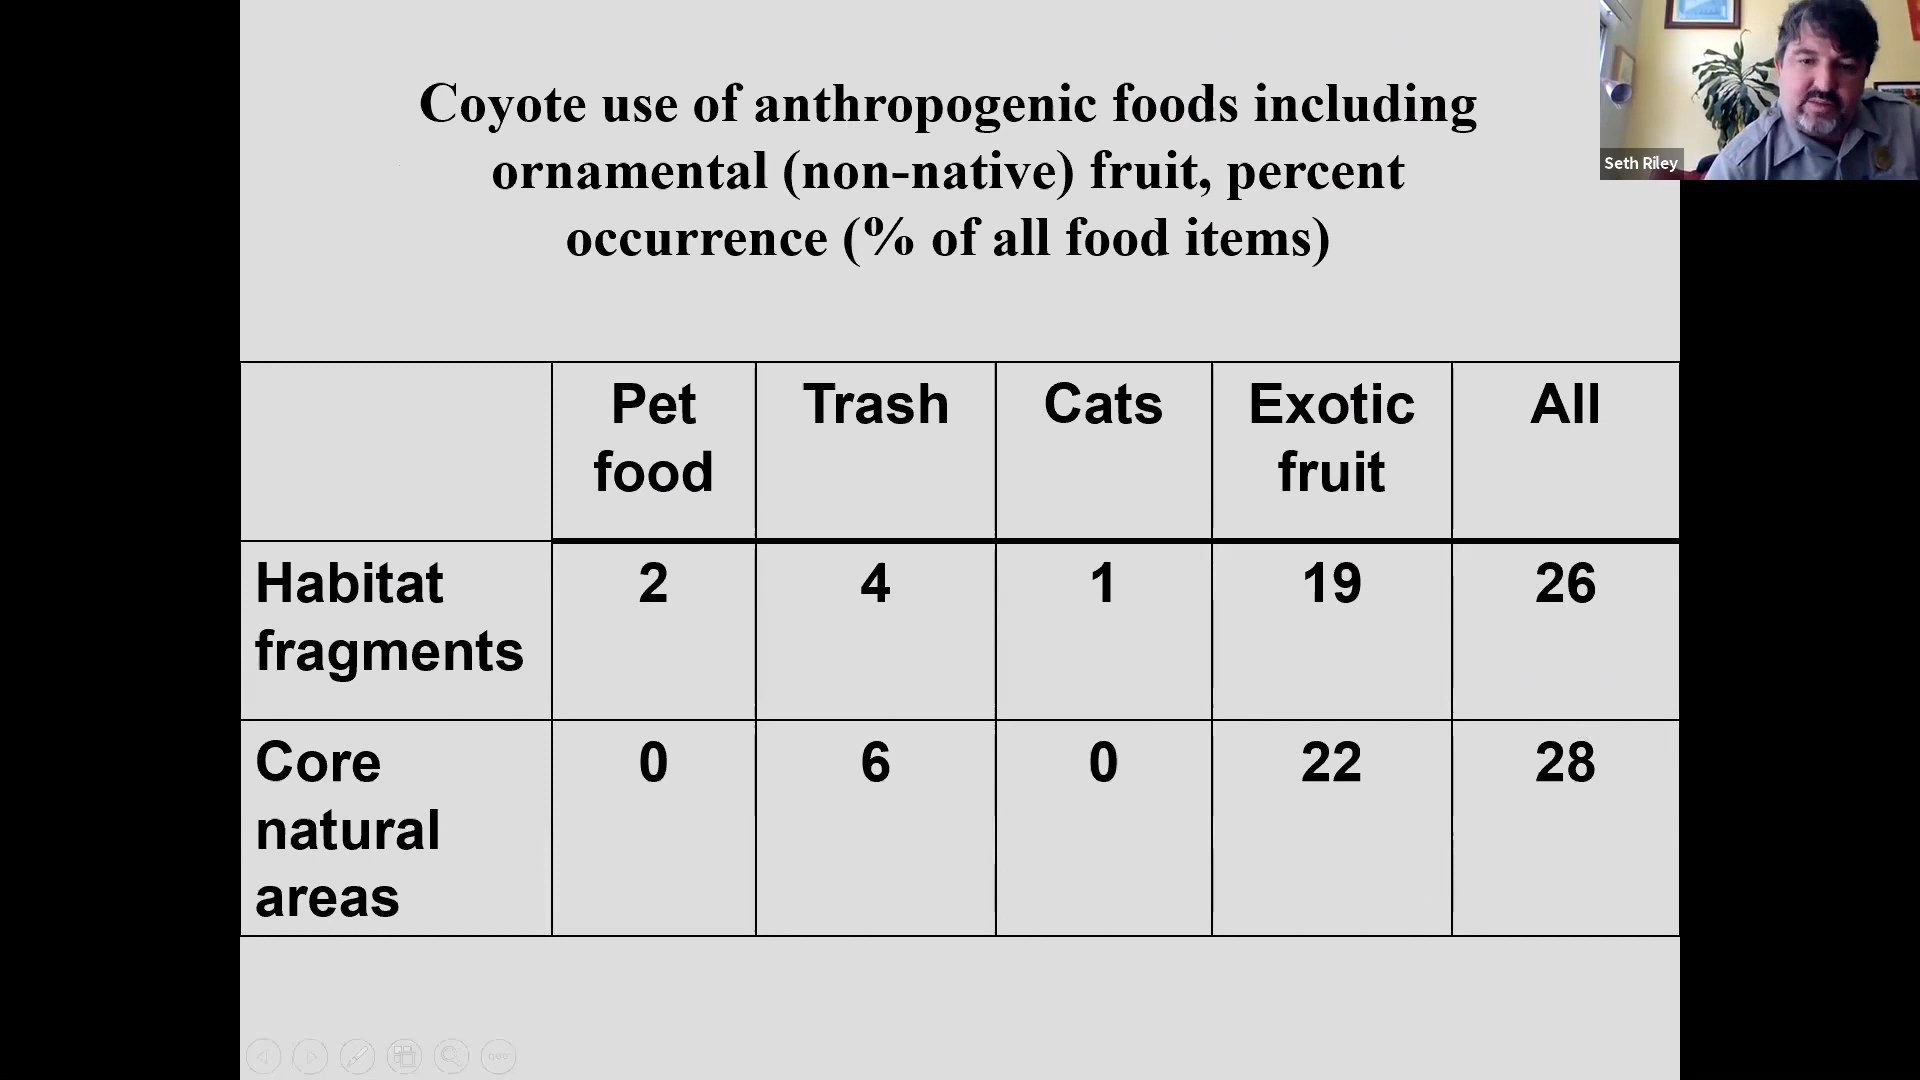 Coyote use of anthropogenic foods including
ornamental (non-native) fruit, percent
occurrence (% of all food items)
Seth Riley
Pet food
Trash
Cats
Exotic fruit
All
Habitat fragments
2
4
1
19
26
Core natural areas
0
6
0
22
28